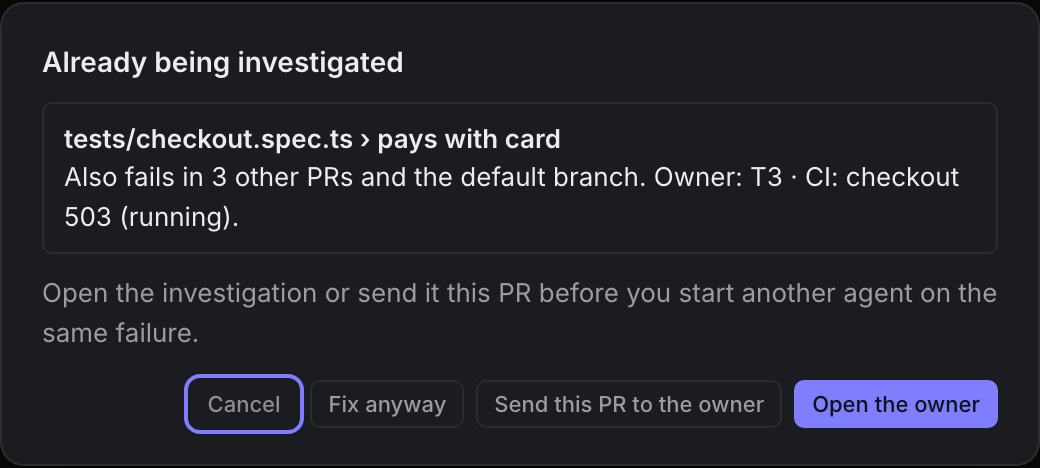 Already being investigated
tests/checkout.spec.ts › pays with card
Also fails in 3 other PRs and the default branch. Owner: T3 · CI: checkout
503 (running).
Open the investigation or send it this PR before you start another agent on the
same failure.
Cancel
Fix anyway
Send this PR to the owner
Open the owner